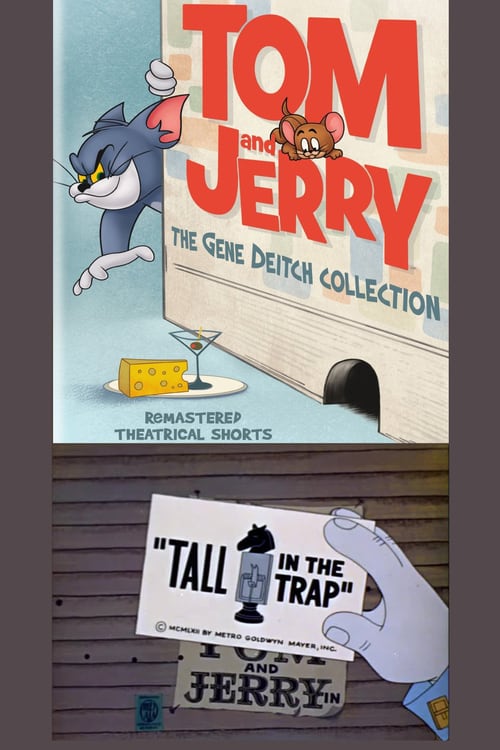 TOM
and
JERRY
THE GENE DEITCH COLLECTION
REMASTERED
THEATRICAL SHORTS
"TALL IN THE
TRAP"
© MCMLXII BY METRO GOLDWYN MAYER, INC.
TOM
AND
JERRY IN